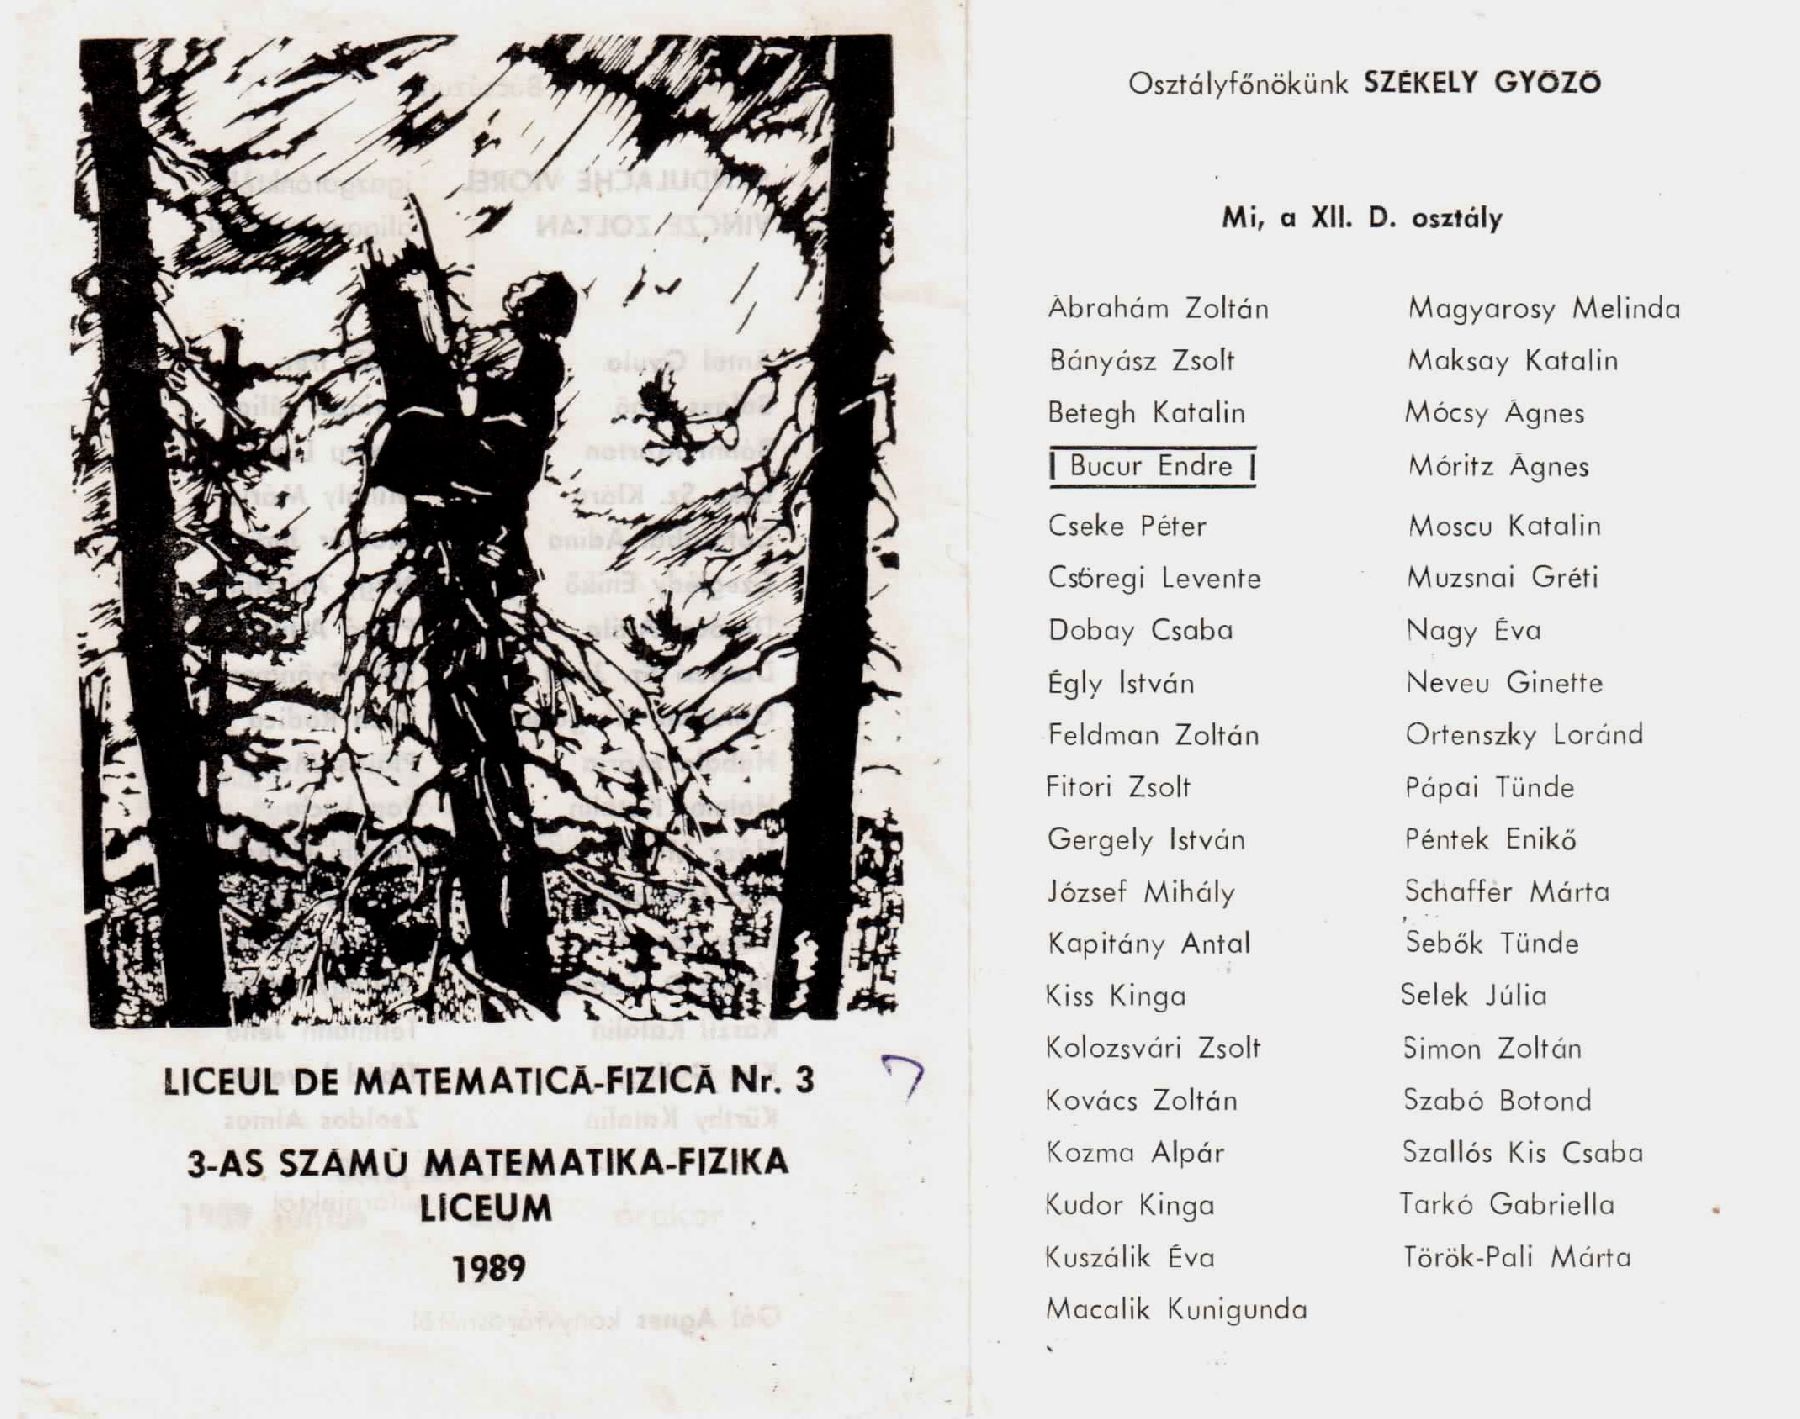 LICEUL DE MATEMATICĂ-FIZICĂ Nr. 3
3-AS SZÁMÚ MATEMATIKA-FIZIKA
LÍCEUM
1989
Osztályfőnökünk SZÉKELY GYŐZŐ
Mi, a XII. D. osztály
Ábrahám Zoltán
Bányász Zsolt
Betegh Katalin
Bucur Endre
Cseke Péter
Csöregi Levente
Dobay Csaba
Égly István
Feldman Zoltán
Fitori Zsolt
Gergely István
József Mihály
Kapitány Antal
Kiss Kinga
Kolozsvári Zsolt
Kovács Zoltán
Kozma Alpár
Kudor Kinga
Kuszálik Éva
Macalik Kunigunda
Magyarosy Melinda
Maksay Katalin
Mócsy Ágnes
Móritz Ágnes
Moscu Katalin
Muzsnai Gréti
Nagy Éva
Neveu Ginette
Ortenszky Loránd
Pápai Tünde
Péntek Enikő
Schaffer Márta
Sebők Tünde
Selek Júlia
Simon Zoltán
Szabó Botond
Szallós Kis Csaba
Tarkó Gabriella
Török-Pali Márta